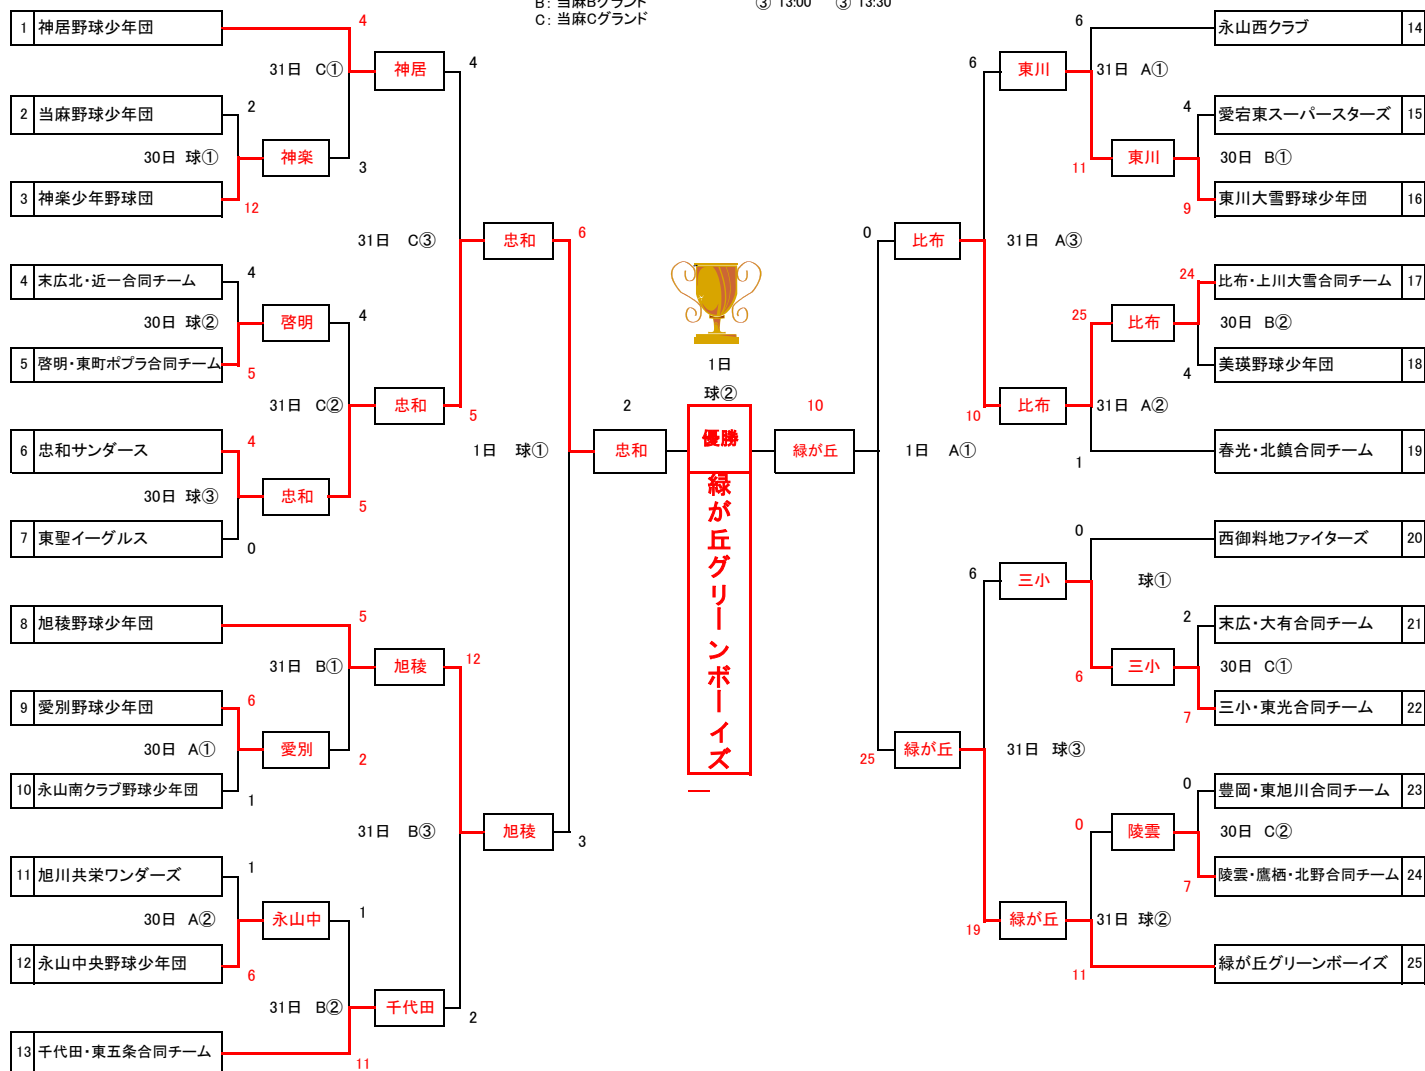 B: 当麻Bグランド
③ 13:00 ③ 13:30
C: 当麻Cグランド
1 神居野球少年団
4
31日 C①
神居
4
2 当麻野球少年団
2
30日 球①
神楽
3
3 神楽少年野球団
12
31日 C③
忠和
6
4 末広北・近一合同チーム
4
30日 球②
啓明
4
5 啓明・東町ポプラ合同チーム
5
31日 C②
忠和
5
6 忠和サンダース
4
30日 球③
忠和
5
7 東聖イーグルス
0
1日 球①
忠和
2
8 旭稜野球少年団
5
31日 B①
旭稜
12
9 愛別野球少年団
6
30日 A①
愛別
2
10 永山南クラブ野球少年団
1
31日 B③
旭稜
3
11 旭川共栄ワンダーズ
1
30日 A②
永山中
1
12 永山中央野球少年団
6
31日 B②
千代田
2
13 千代田・東五条合同チーム
11
1日
球②
優勝
緑が丘グリーンボーイズ
10
緑が丘
1日 A①
6
永山西クラブ 14
6
東川
31日 A①
4
愛宕東スーパースターズ 15
11
東川
30日 B①
9
東川大雪野球少年団 16
0
比布
31日 A③
24
比布・上川大雪合同チーム 17
25
比布
30日 B②
4
美瑛野球少年団 18
10
比布
31日 A②
1
春光・北鎮合同チーム 19
0
西御料地ファイターズ 20
6
三小
球①
2
末広・大有合同チーム 21
6
三小
30日 C①
7
三小・東光合同チーム 22
25
緑が丘
31日 球③
0
豊岡・東旭川合同チーム 23
0
陵雲
30日 C②
7
陵雲・鷹栖・北野合同チーム 24
19
緑が丘
31日 球②
11
緑が丘グリーンボーイズ 25